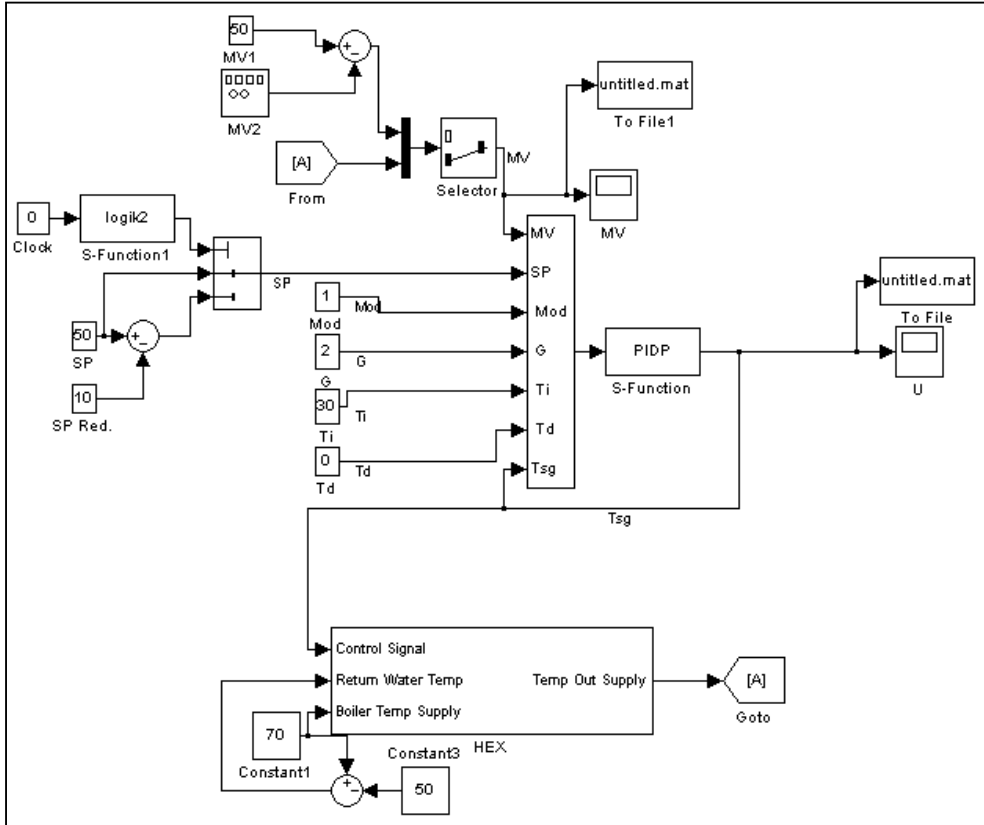 50
MV1
MV2
untitled.mat
To File1
[A]
From
MV
Selector
MV
0
Clock
logik2
S-Function1
SP
50
SP
10
SP Red.
1
Mod
Mod
2
G
G
30
Ti
Ti
0
Td
Td
MV
SP
Mod
G
Ti
Td
Tsg
PIDP
S-Function
untitled.mat
To File
U
Tsg
Control Signal
Return Water Temp
Boiler Temp Supply
Temp Out Supply
HEX
[A]
Goto
70
Constant1
Constant3
50